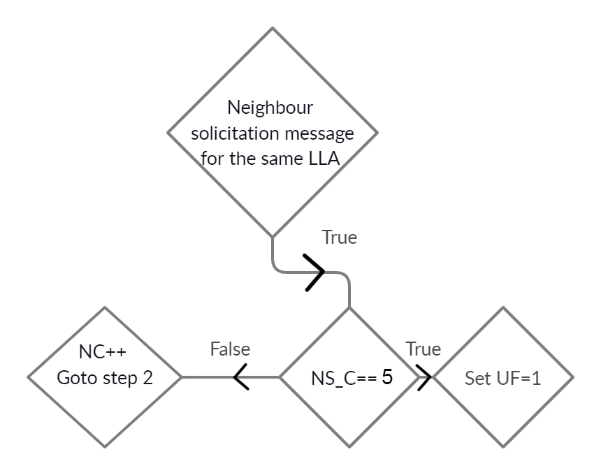 Neighbour
solicitation message
for the same LLA
True
False
True
NC++
Goto step 2
NS_C== 5
Set UF=1